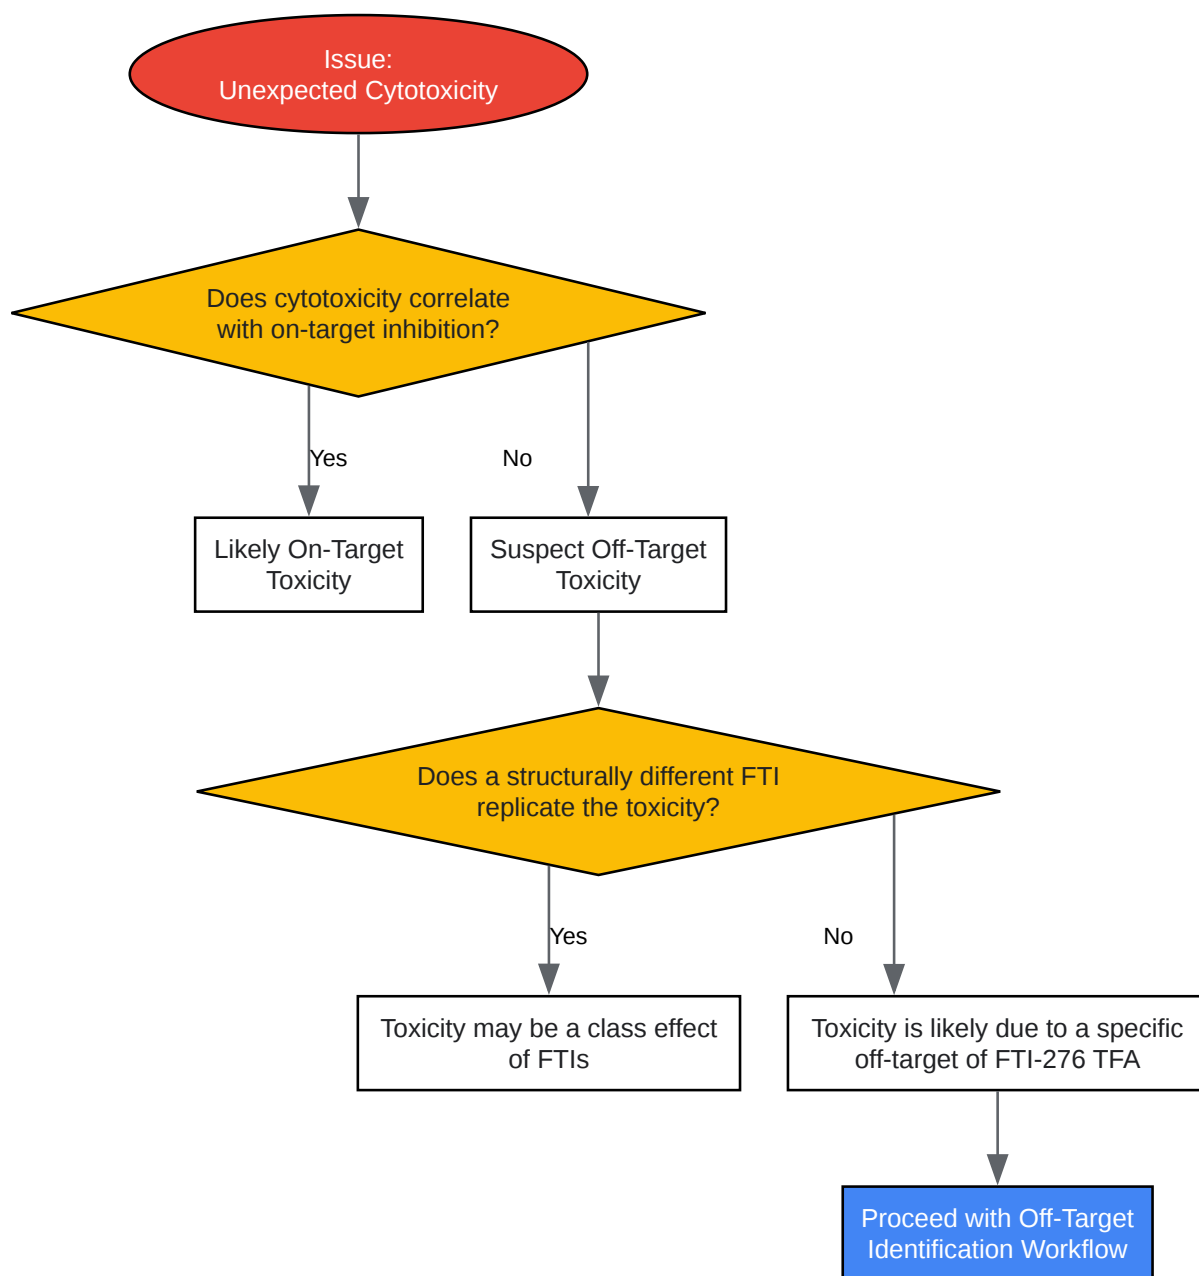 Issue:
Unexpected Cytotoxicity
Does cytotoxicity correlate
with on-target inhibition?
Yes
No
Likely On-Target
Toxicity
Suspect Off-Target
Toxicity
Does a structurally different FTI
replicate the toxicity?
Yes
No
Toxicity may be a class effect
of FTIs
Toxicity is likely due to a specific
off-target of FTI-276 TFA
Proceed with Off-Target
Identification Workflow